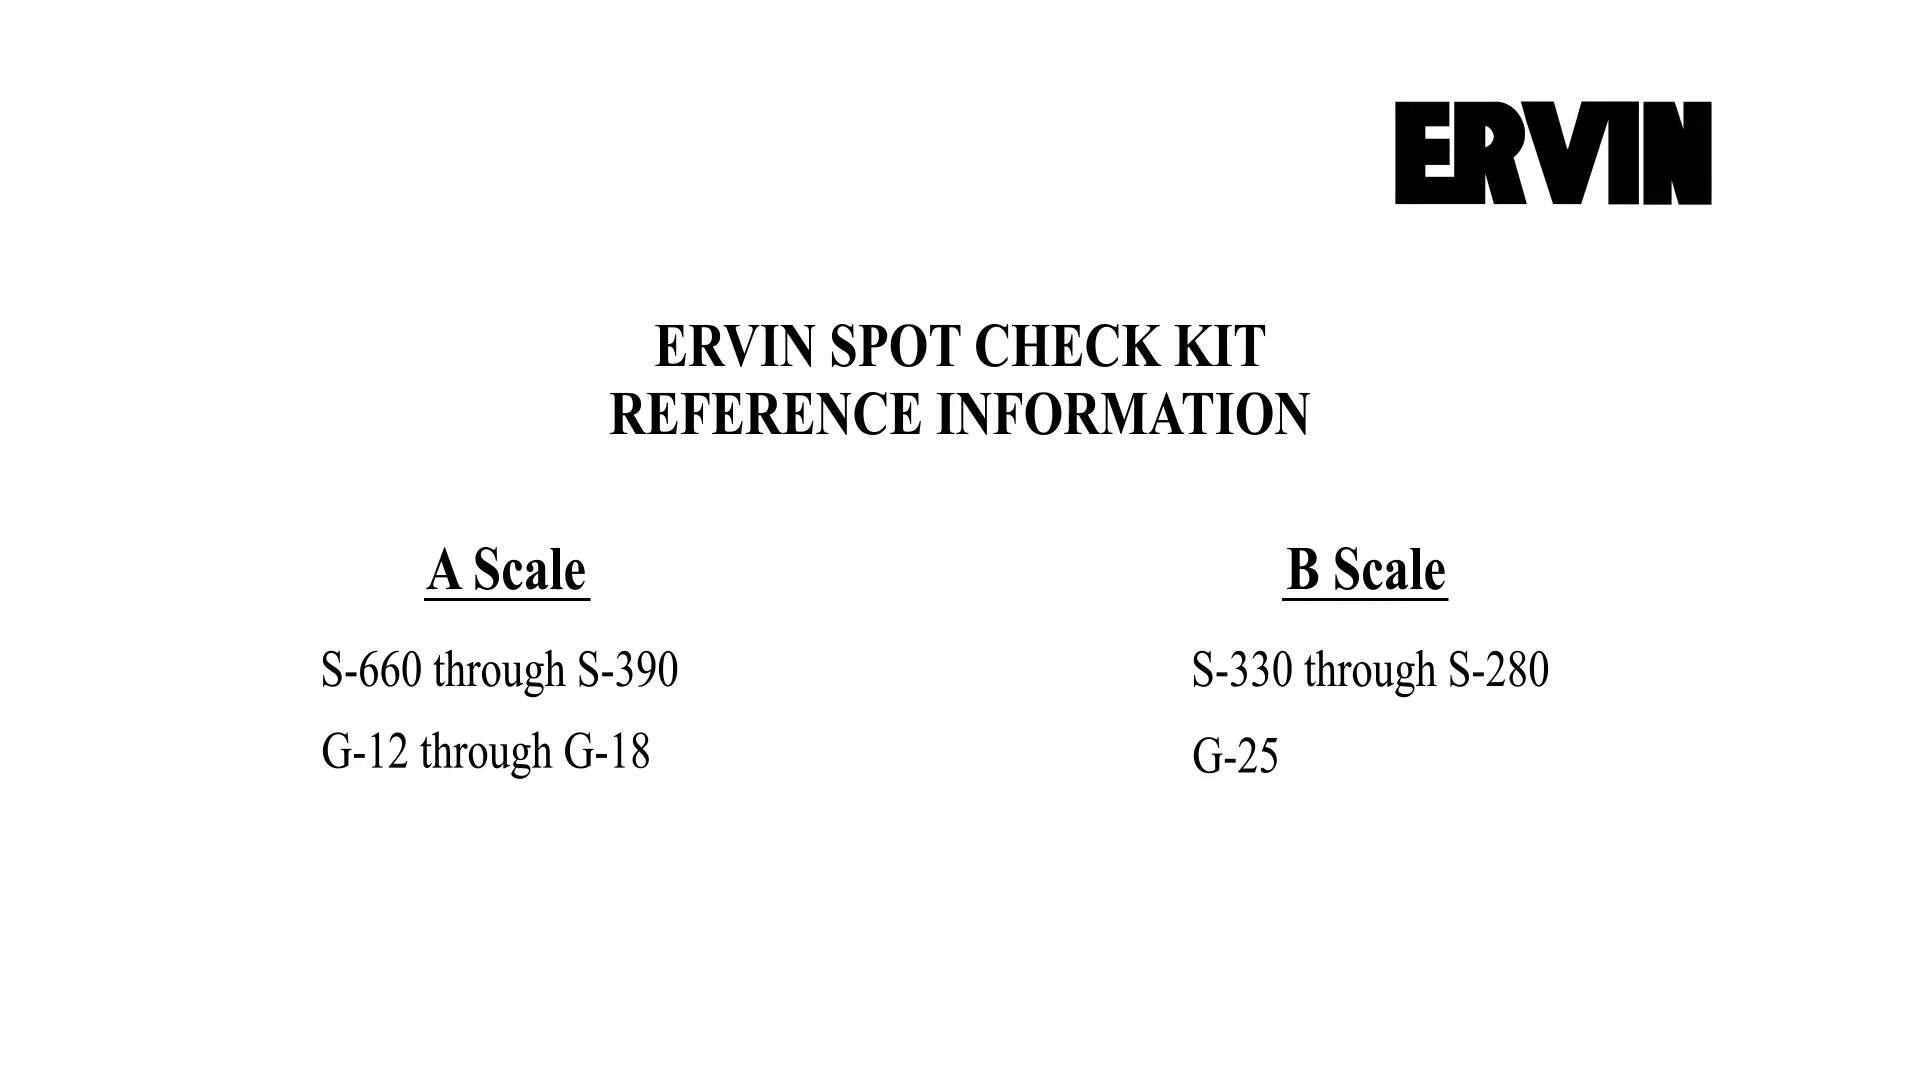 ERVIN
ERVIN SPOT CHECK KIT
REFERENCE INFORMATION
A Scale
S-660 through S-390
G-12 through G-18
B Scale
S-330 through S-280
G-25